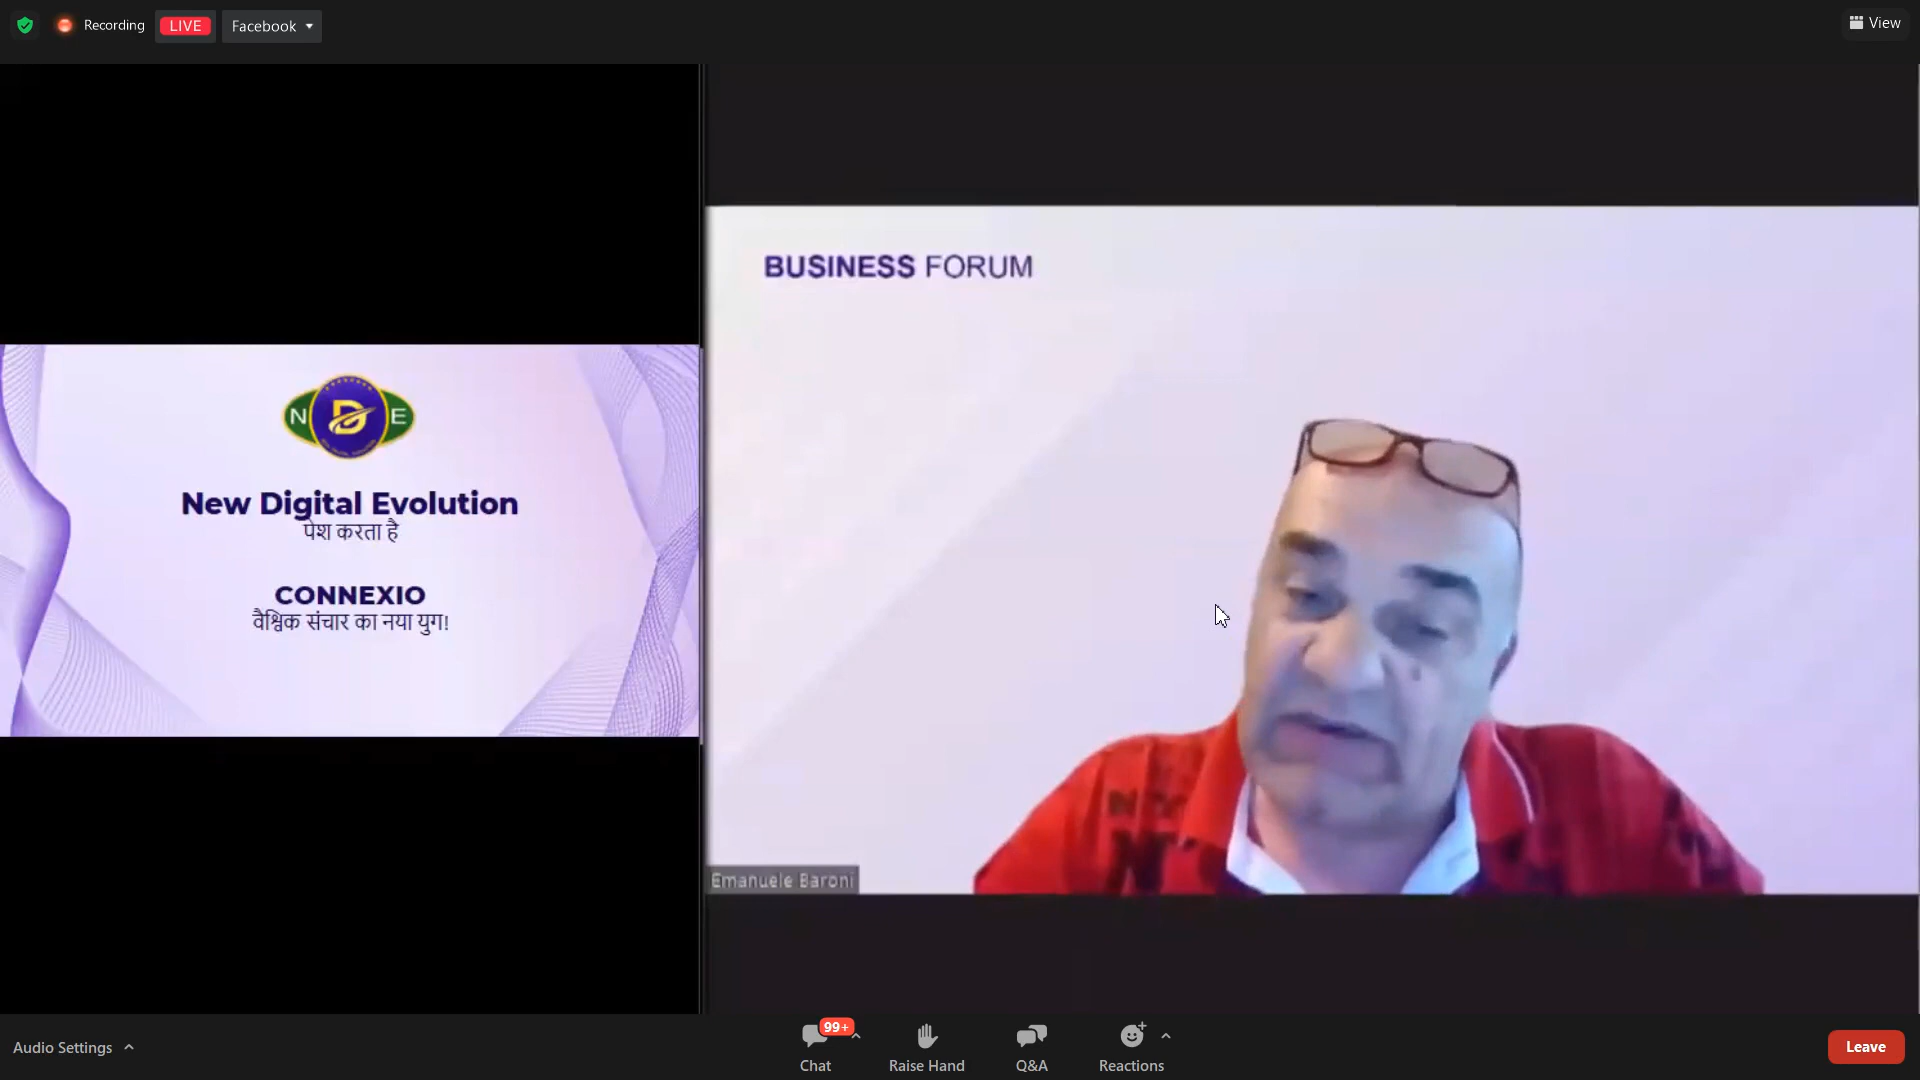 Recording
LIVE
Facebook
View
BUSINESS FORUM
N D E
New Digital Evolution
पेश करता है
CONNEXIO
वैश्विक संचार का नया युग!
Emanuele Baroni
Audio Settings
99+
Chat
Raise Hand
Q&A
Reactions
Leave